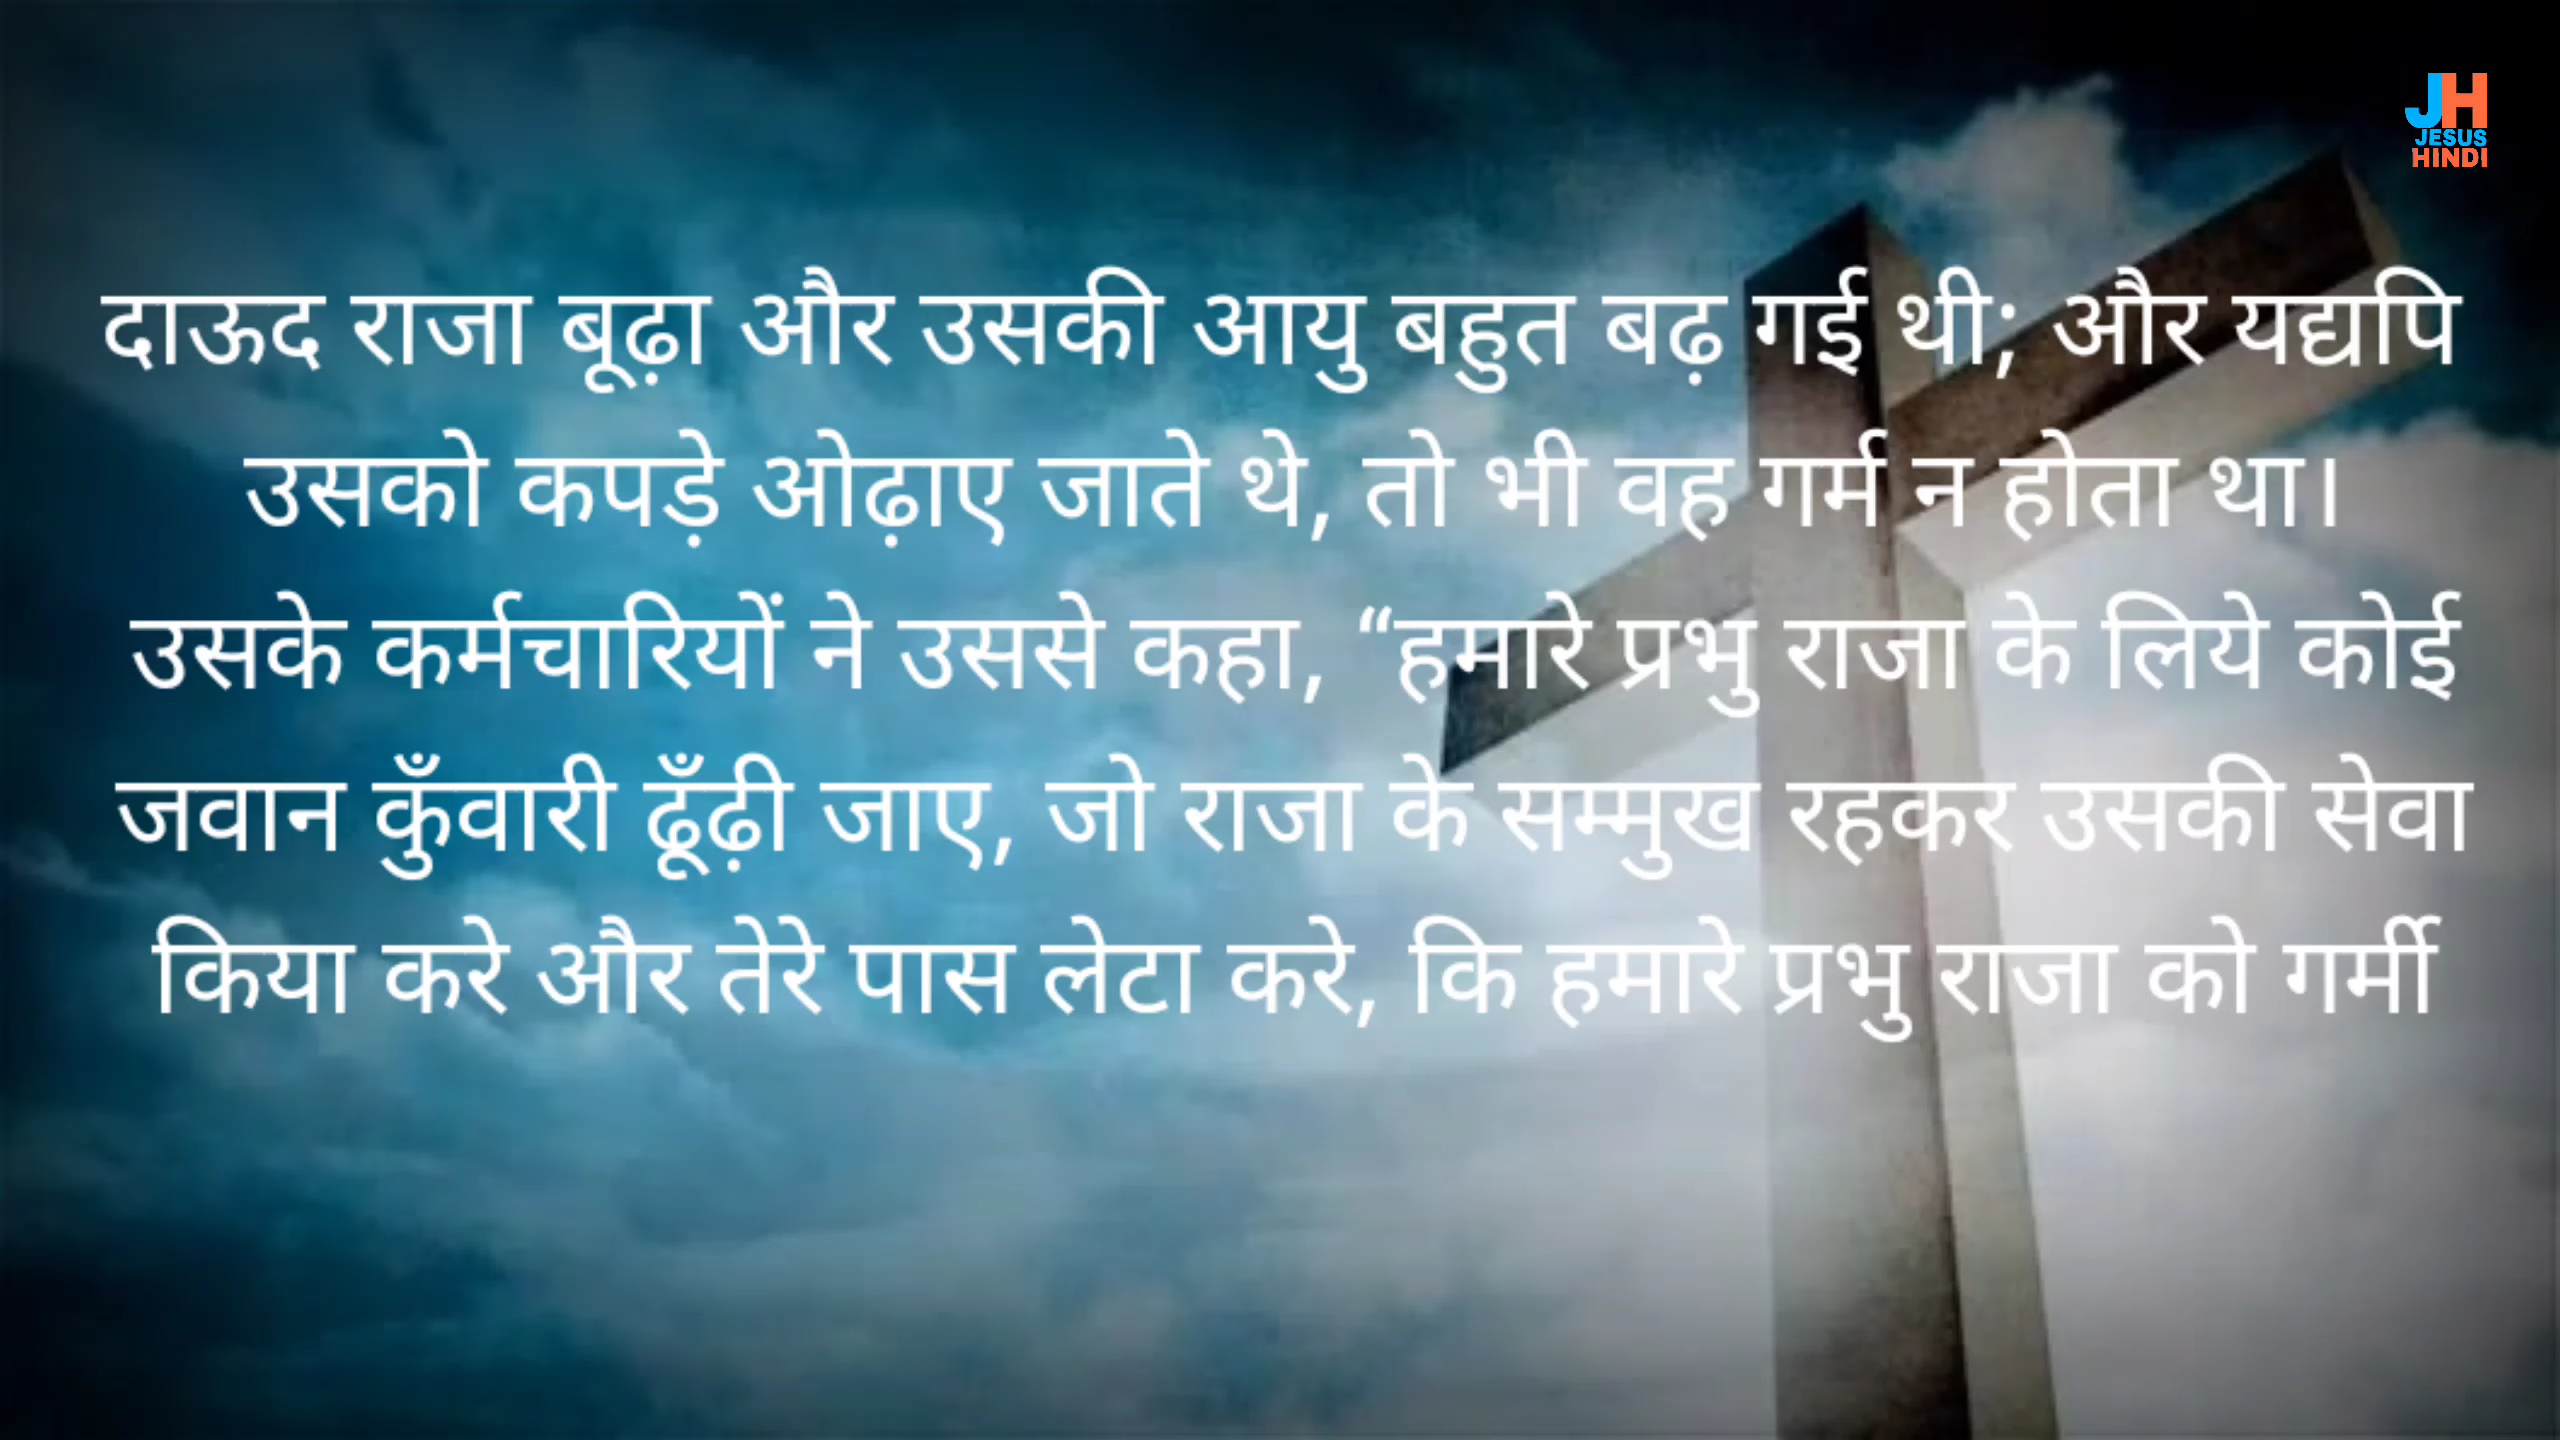 JH
JESUS
HINDI
दाऊद राजा बूढ़ा और उसकी आयु बहुत बढ़ गई थी; और यद्यपि
उसको कपड़े ओढ़ाए जाते थे, तो भी वह गर्म न होता था।
उसके कर्मचारियों ने उससे कहा, “हमारे प्रभु राजा के लिये कोई
जवान कुँवारी ढूँढ़ी जाए, जो राजा के सम्मुख रहकर उसकी सेवा
किया करे और तेरे पास लेटा करे, कि हमारे प्रभु राजा को गर्मी